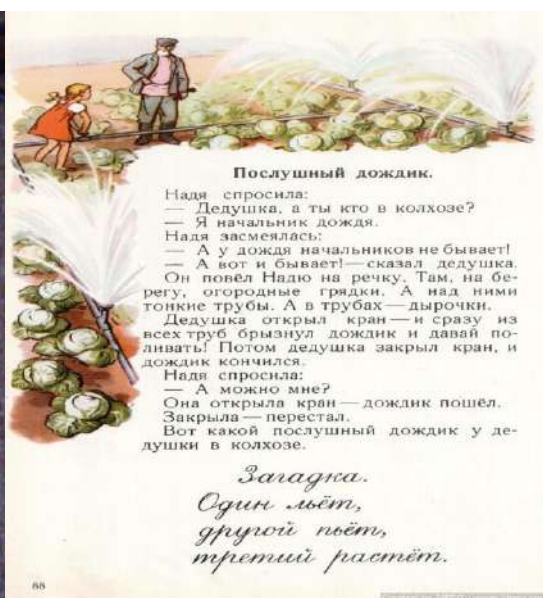 Послушный дождик.
Надя спросила:
— Дедушка, а ты кто в колхозе?
— Я начальник дождя.
Надя засмеялась:
— А у дождя начальников не бывает!
— А вот и бывает!—сказал дедушка.
Он повёл Надю на речку. Там, на бе-
регу, огородные грядки. А над ними
тонкие трубы. А в трубах — дырочки.
Дедушка открыл кран — и сразу из
всех труб брызнул дождик и давай по-
ливать! Потом дедушка закрыл кран, и
дождик кончился.
Надя спросила:
— А можно мне?
Она открыла кран — дождик пошёл.
Закрыла — перестал.
Вот какой послушный дождик у де-
душки в колхозе.
Загадка.
Один льёт,
другой пьёт,
третий растёт.
88